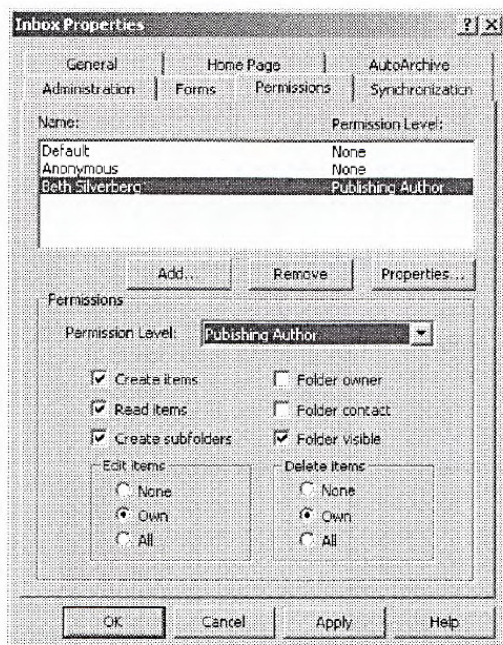 Inbox Properties ? X
General Home Page AutoArchive
Administration Forms Permissions Synchronization
Name: Permission Level:
Default None
Anonymous None
Beth Silverberg Publishing Author
Add... Remove Properties...
Permissions
Permission Level: Publishing Author
Create items Folder owner
Read items Folder contact
Create subfolders Folder visible
Edit items Delete items
None None
Own Own
All All
OK Cancel Apply Help